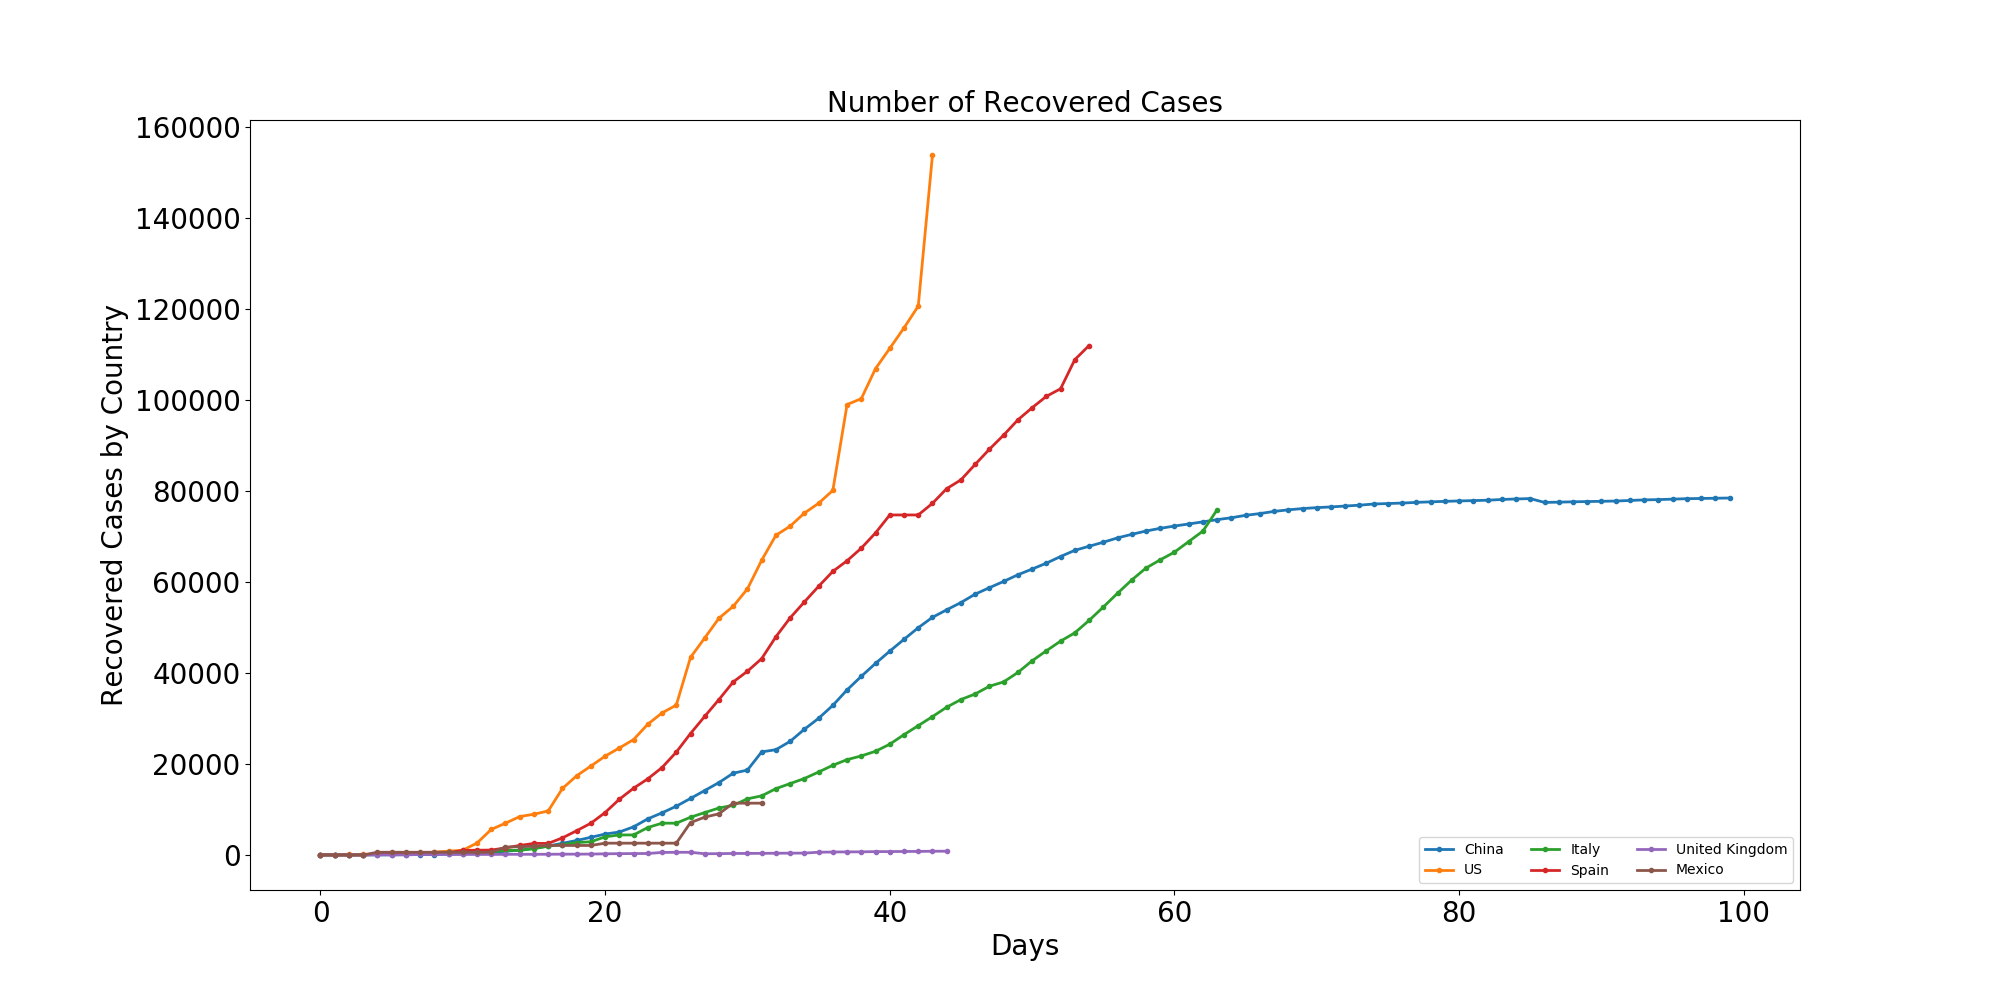 Number of Recovered Cases
160000
140000
120000
100000
80000
60000
40000
20000
0
Recovered Cases by Country
0 20 40 60 80 100
Days
China Italy United Kingdom
US Spain Mexico